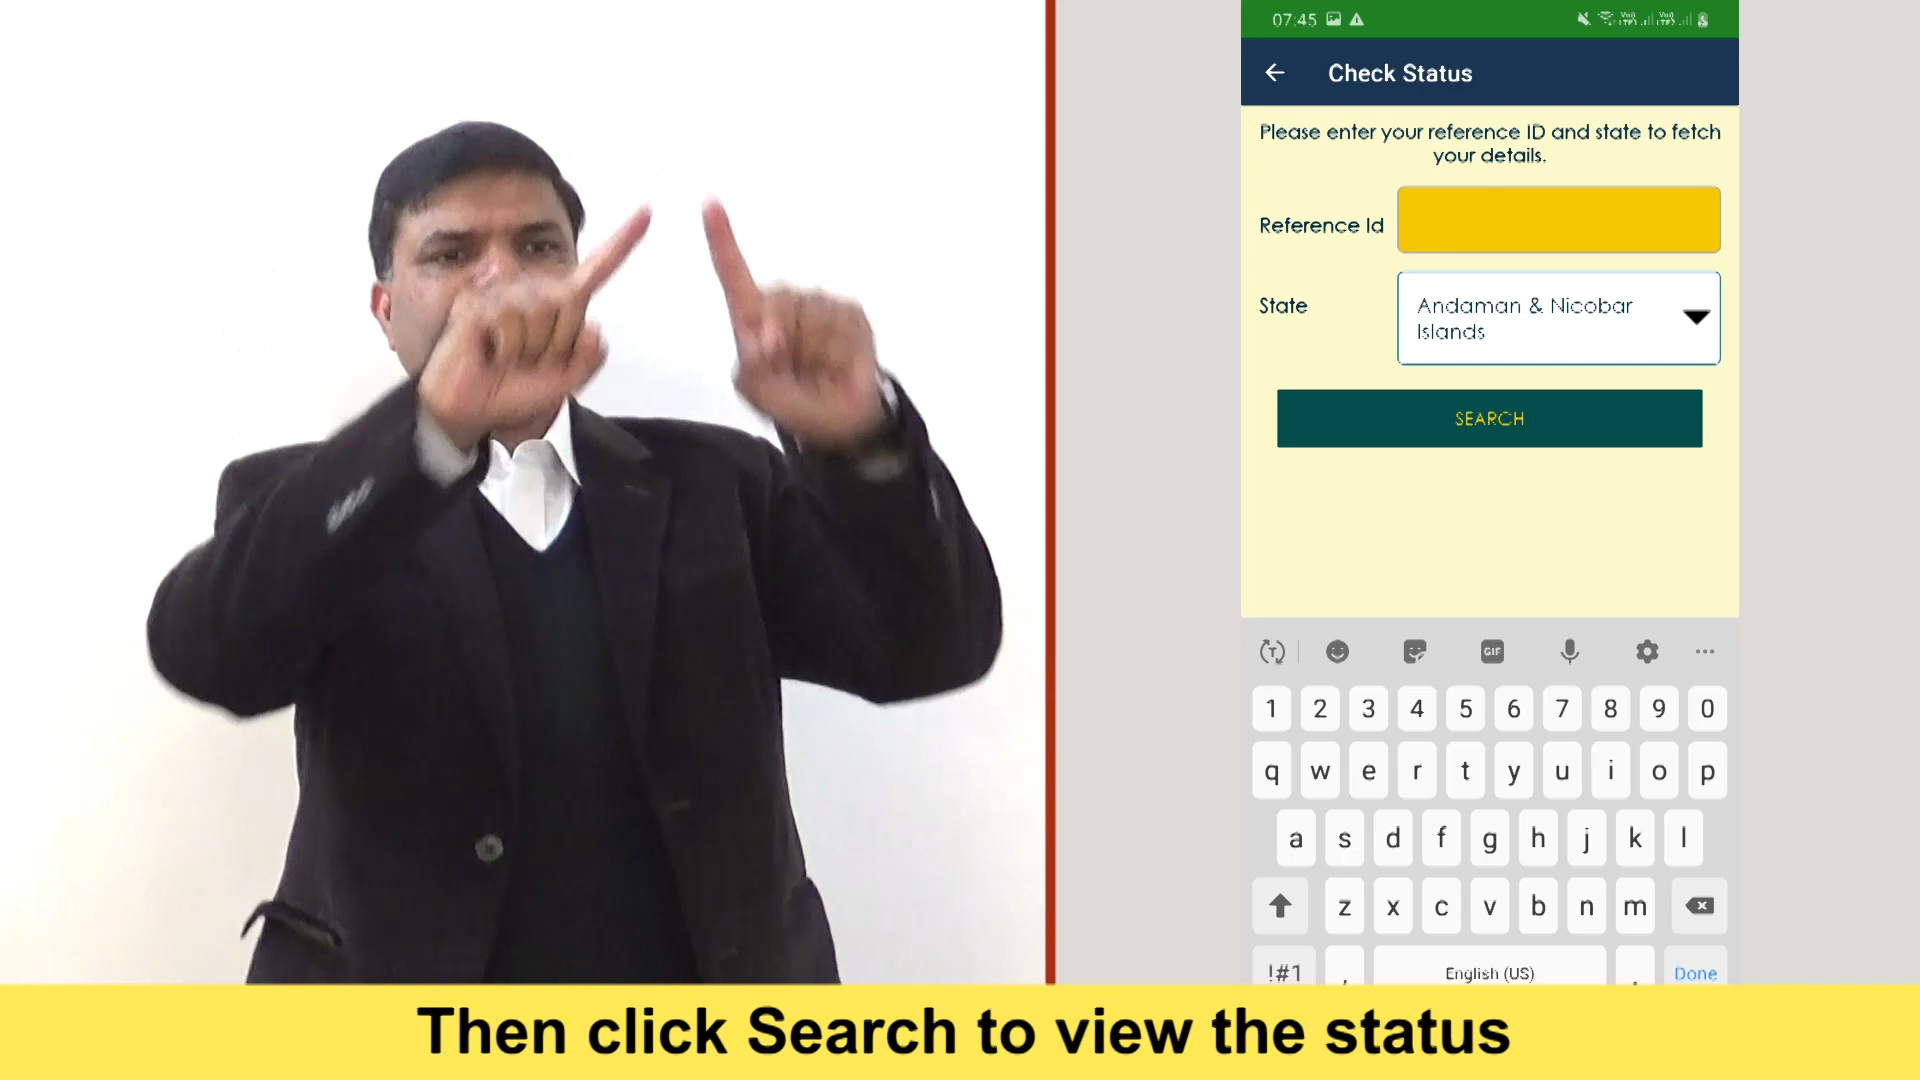 07:45
Check Status
Please enter your reference ID and state to fetch
your details.
Reference Id
State
Andaman & Nicobar
Islands
SEARCH
GIF
1 2 3 4 5 6 7 8 9 0
q w e r t y u i o p
a s d f g h j k l
z x c v b n m
!#1 , English (US) . Done
Then click Search to view the status